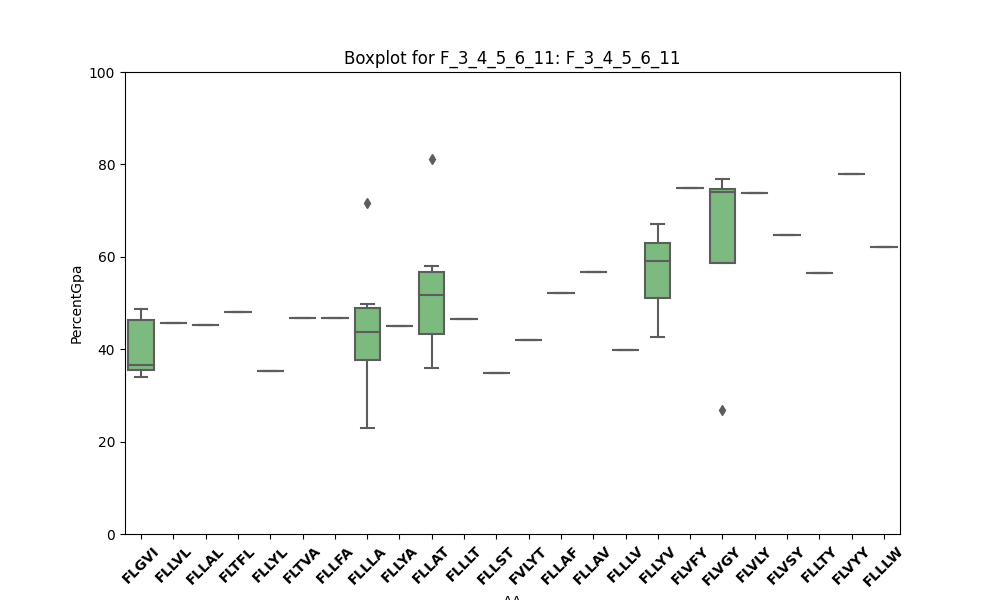 Boxplot for F_3_4_5_6_11: F_3_4_5_6_11
100
80
60
40
20
0
PercentGpa
FLGVI FLLVL FLLAL FLTFL FLLYL FLTVA FLLFA FLLLA FLLYA FLLAT FLLLT FLLST FVLYT FLLAF FLLAV FLLLV FLLYV FLVFY FLVGY FLVLY FLVSY FLLTY FLVYY FLLLW
AA